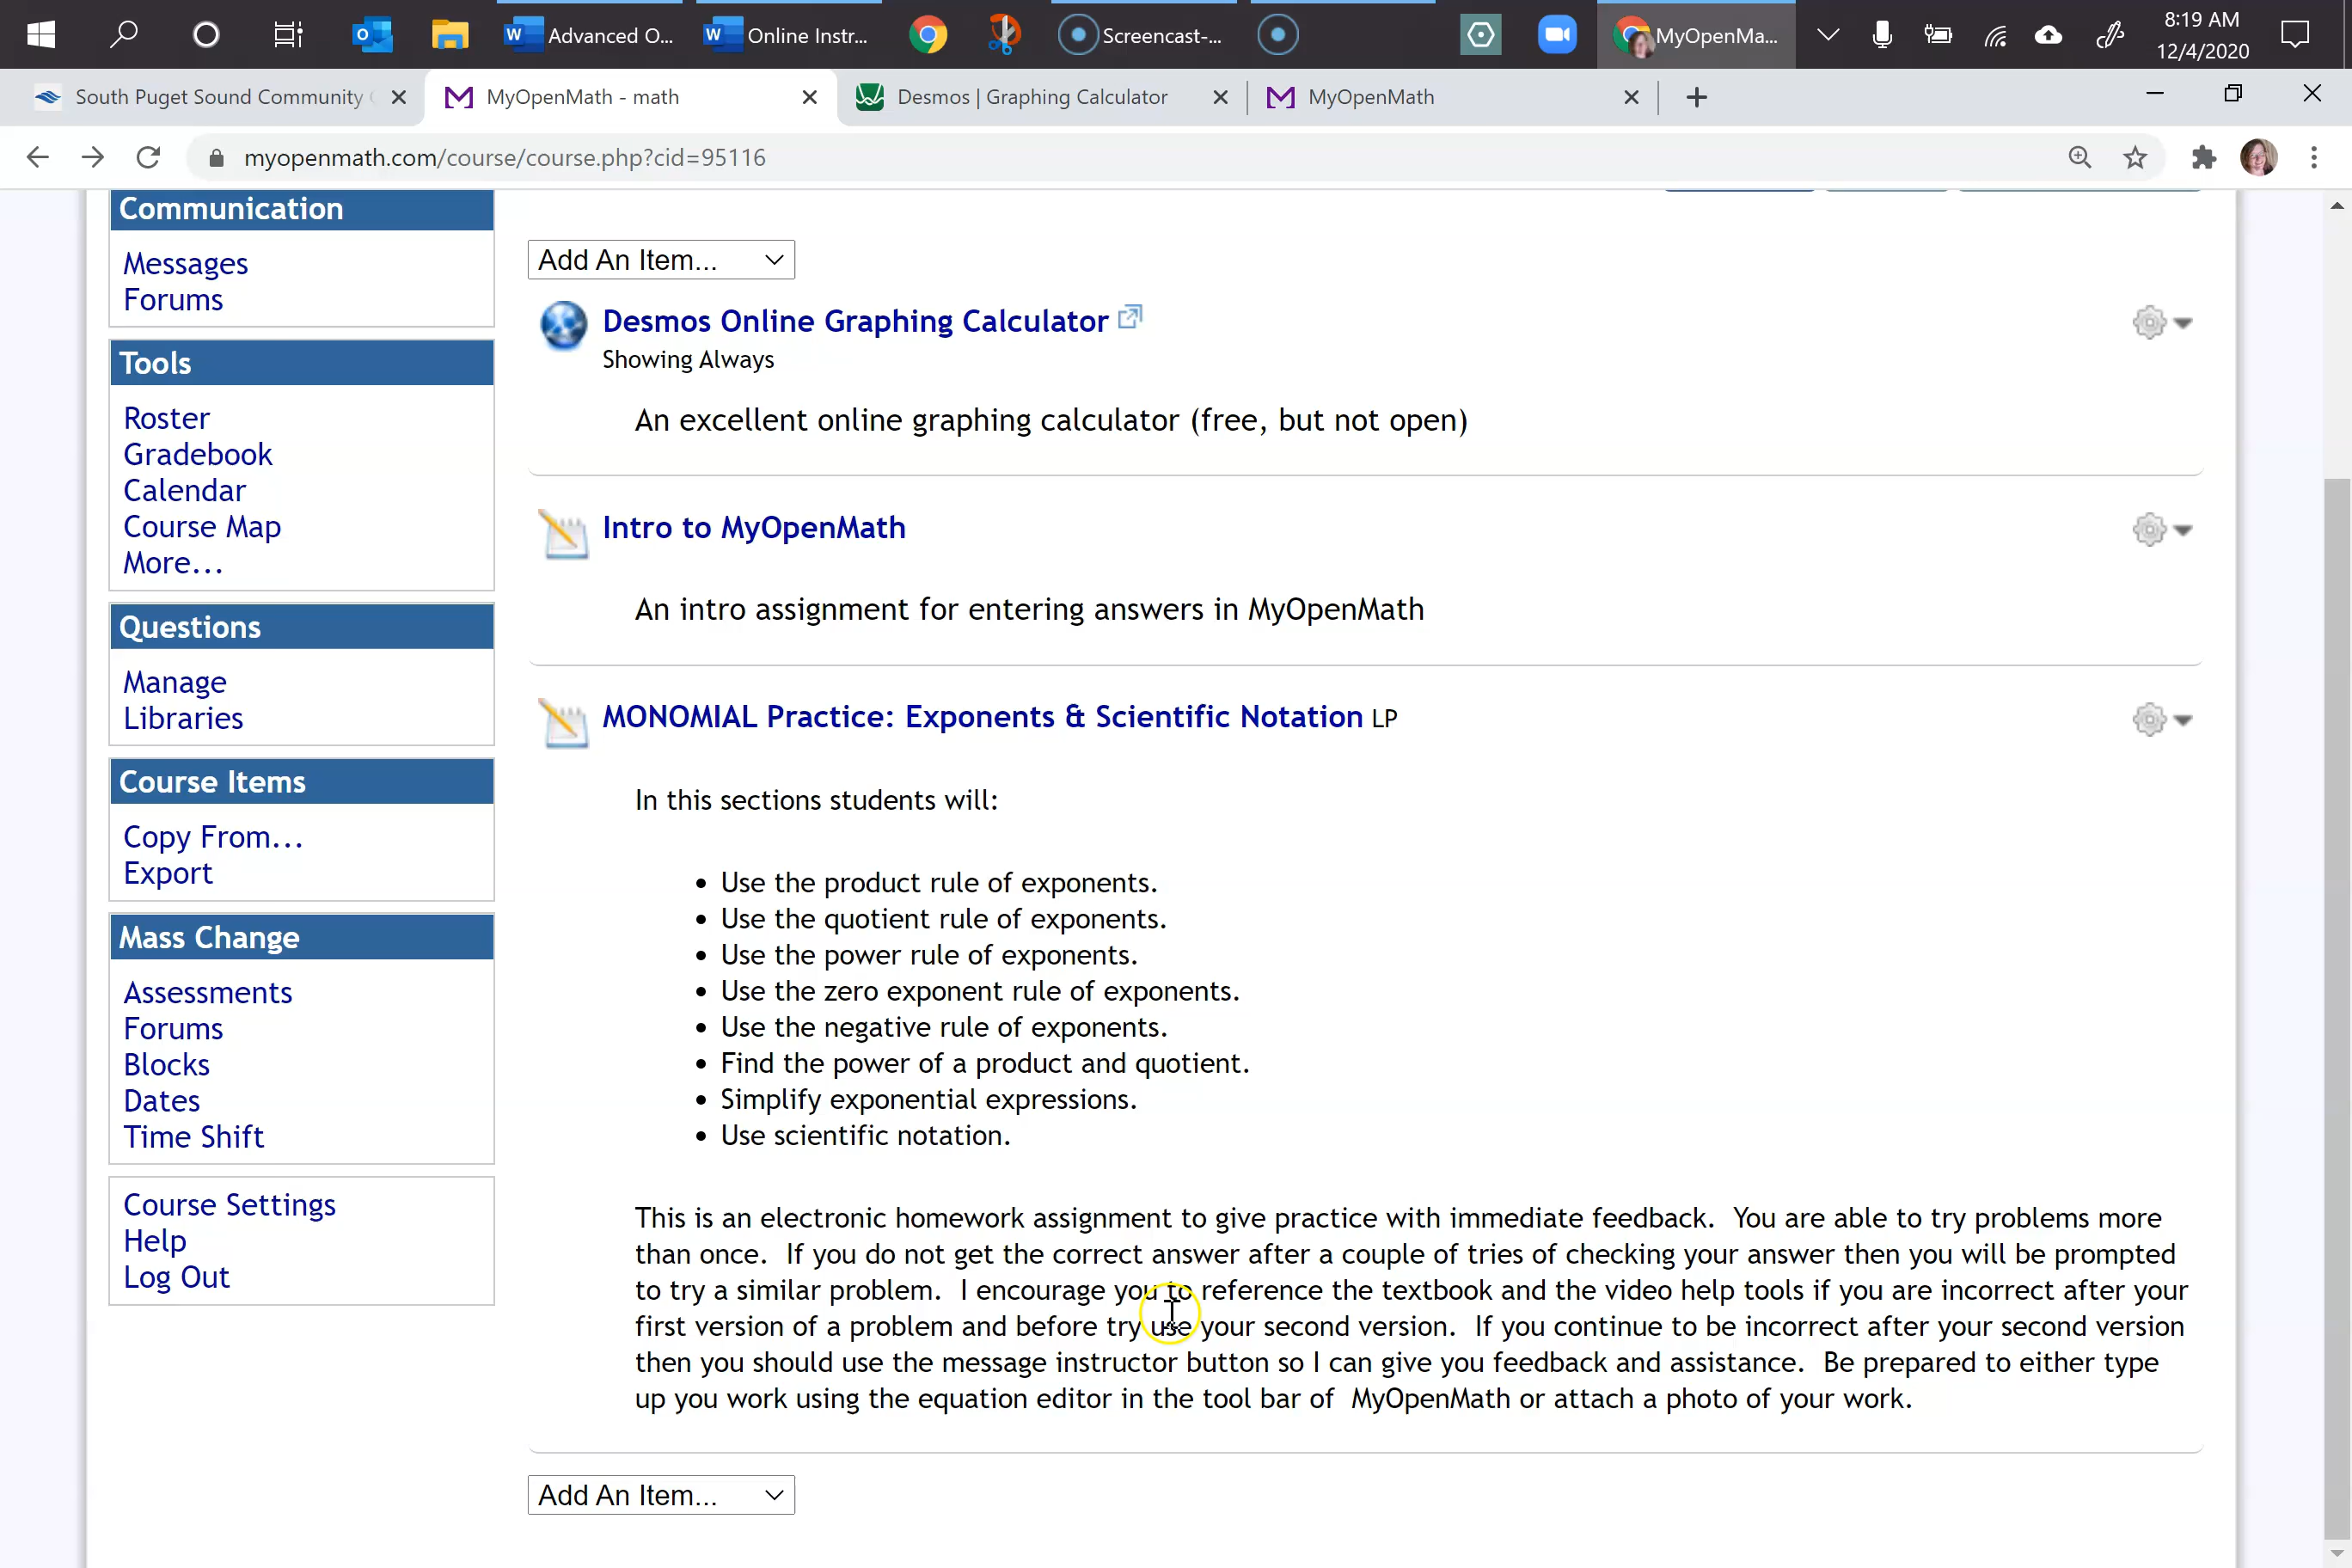 Advanced O...
Online Instr...
Screencast-...
MyOpenMa...
8:19 AM
12/4/2020
South Puget Sound Community
MyOpenMath - math
Desmos | Graphing Calculator
MyOpenMath
myopenmath.com/course/course.php?cid=95116
Communication
Messages
Forums
Tools
Roster
Gradebook
Calendar
Course Map
More...
Questions
Manage
Libraries
Course Items
Copy From...
Export
Mass Change
Assessments
Forums
Blocks
Dates
Time Shift
Course Settings
Help
Log Out
Add An Item...
Desmos Online Graphing Calculator
Showing Always
An excellent online graphing calculator (free, but not open)
Intro to MyOpenMath
An intro assignment for entering answers in MyOpenMath
MONOMIAL Practice: Exponents & Scientific Notation LP
In this sections students will:
• Use the product rule of exponents.
• Use the quotient rule of exponents.
• Use the power rule of exponents.
• Use the zero exponent rule of exponents.
• Use the negative rule of exponents.
• Find the power of a product and quotient.
• Simplify exponential expressions.
• Use scientific notation.
This is an electronic homework assignment to give practice with immediate feedback. You are able to try problems more
than once. If you do not get the correct answer after a couple of tries of checking your answer then you will be prompted
to try a similar problem. I encourage you to reference the textbook and the video help tools if you are incorrect after your
first version of a problem and before try use your second version. If you continue to be incorrect after your second version
then you should use the message instructor button so I can give you feedback and assistance. Be prepared to either type
up you work using the equation editor in the tool bar of MyOpenMath or attach a photo of your work.
Add An Item...